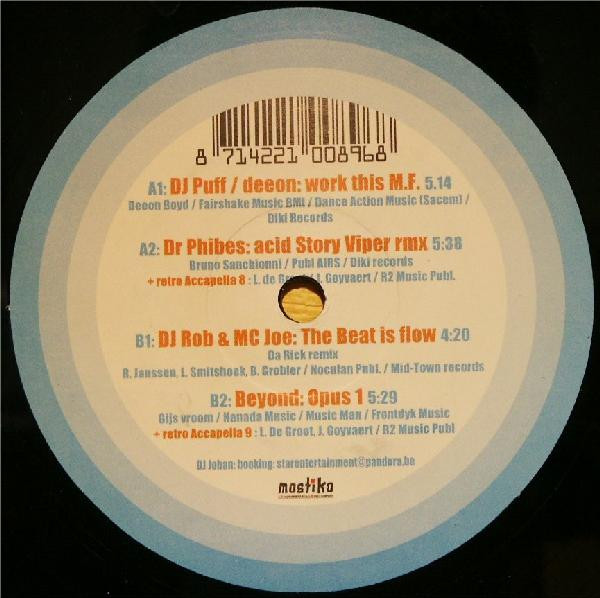 8 714221 008968
A1: DJ Puff / deeon: work this M.F. 5.14
Deeon Boyd / Fairshake Music BMI / Dance Action Music (Sacem) /
Diki Records
A2: Dr Phibes: acid Story Viper rmx 5:38
Bruno Sanchionni / Publ AIRS / Diki records
+ retro Accapella 8 : L. de Groot / J. Goyvaert / R2 Music Publ.
B1: DJ Rob & MC Joe: The Beat is flow 4:20
Da Rick remix
R. Janssen, L. Smitshoek, B. Grobler / Noculan Publ. / Mid-Town records
B2: Beyond: Opus 1 5:29
Gijs vroom / Nanada Music / Music Man / Frontdyk Music
+ retro Accapella 9 : L. De Groot, J. Goyvaert / R2 Music Publ
DJ Johan: booking: starentertainment@pandora.be
mostiko